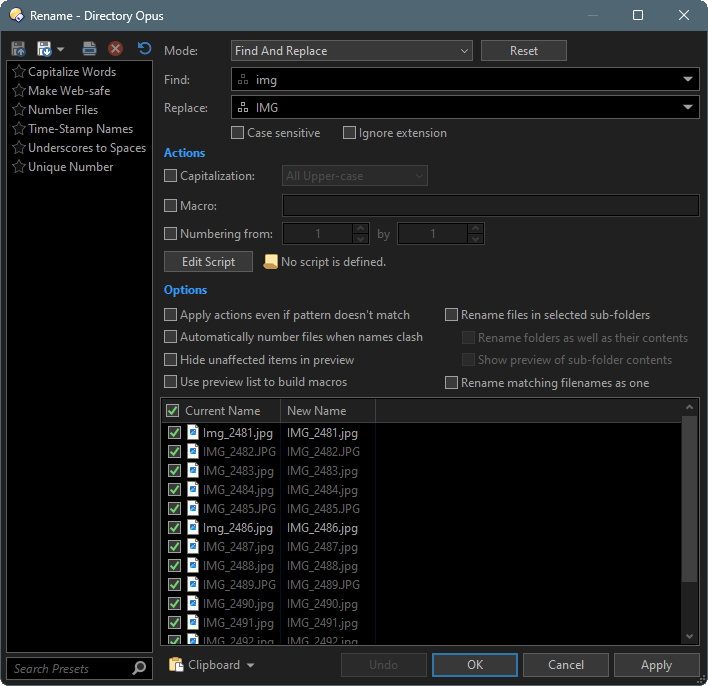 Rename - Directory Opus
Mode: Find And Replace Reset
Find: img
Replace: IMG
Case sensitive Ignore extension
Capitalize Words
Make Web-safe
Number Files
Time-Stamp Names
Underscores to Spaces
Unique Number
Search Presets
Actions
Capitalization: All Upper-case
Macro:
Numbering from: 1 by 1
Edit Script No script is defined.
Options
Apply actions even if pattern doesn't match Rename files in selected sub-folders
Automatically number files when names clash Rename folders as well as their contents
Hide unaffected items in preview Show preview of sub-folder contents
Use preview list to build macros Rename matching filenames as one
Current Name New Name
Img_2481.jpg IMG_2481.jpg
IMG_2482.JPG IMG_2482.JPG
IMG_2483.jpg IMG_2483.jpg
IMG_2484.jpg IMG_2484.jpg
IMG_2485.JPG IMG_2485.JPG
Img_2486.jpg IMG_2486.jpg
IMG_2487.jpg IMG_2487.jpg
IMG_2488.jpg IMG_2488.jpg
IMG_2489.JPG IMG_2489.JPG
IMG_2490.jpg IMG_2490.jpg
IMG_2491.jpg IMG_2491.jpg
IMG_2492.jpg IMG_2492.jpg
Clipboard Undo OK Cancel Apply